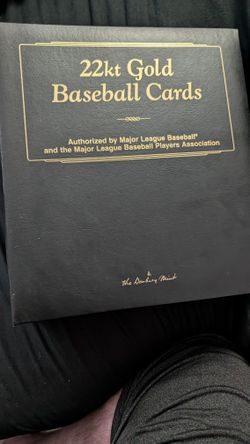 22kt Gold
Baseball Cards
Authorized by Major League Baseball®
and the Major League Baseball Players Association
The Danbury Mint